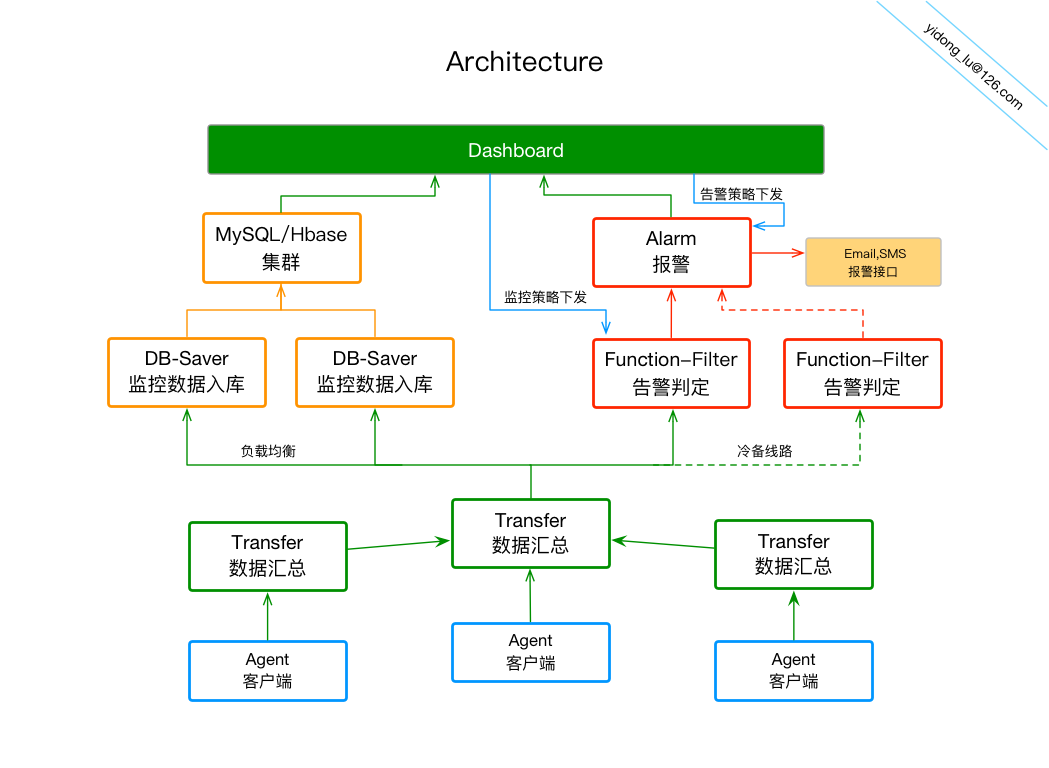 yidong_lu@126.com
Architecture
Dashboard
告警策略下发
MySQL/Hbase
集群
Alarm
报警
Email,SMS
报警接口
监控策略下发
DB-Saver
监控数据入库
DB-Saver
监控数据入库
Function-Filter
告警判定
Function-Filter
告警判定
负载均衡
冷备线路
Transfer
数据汇总
Transfer
数据汇总
Transfer
数据汇总
Agent
客户端
Agent
客户端
Agent
客户端